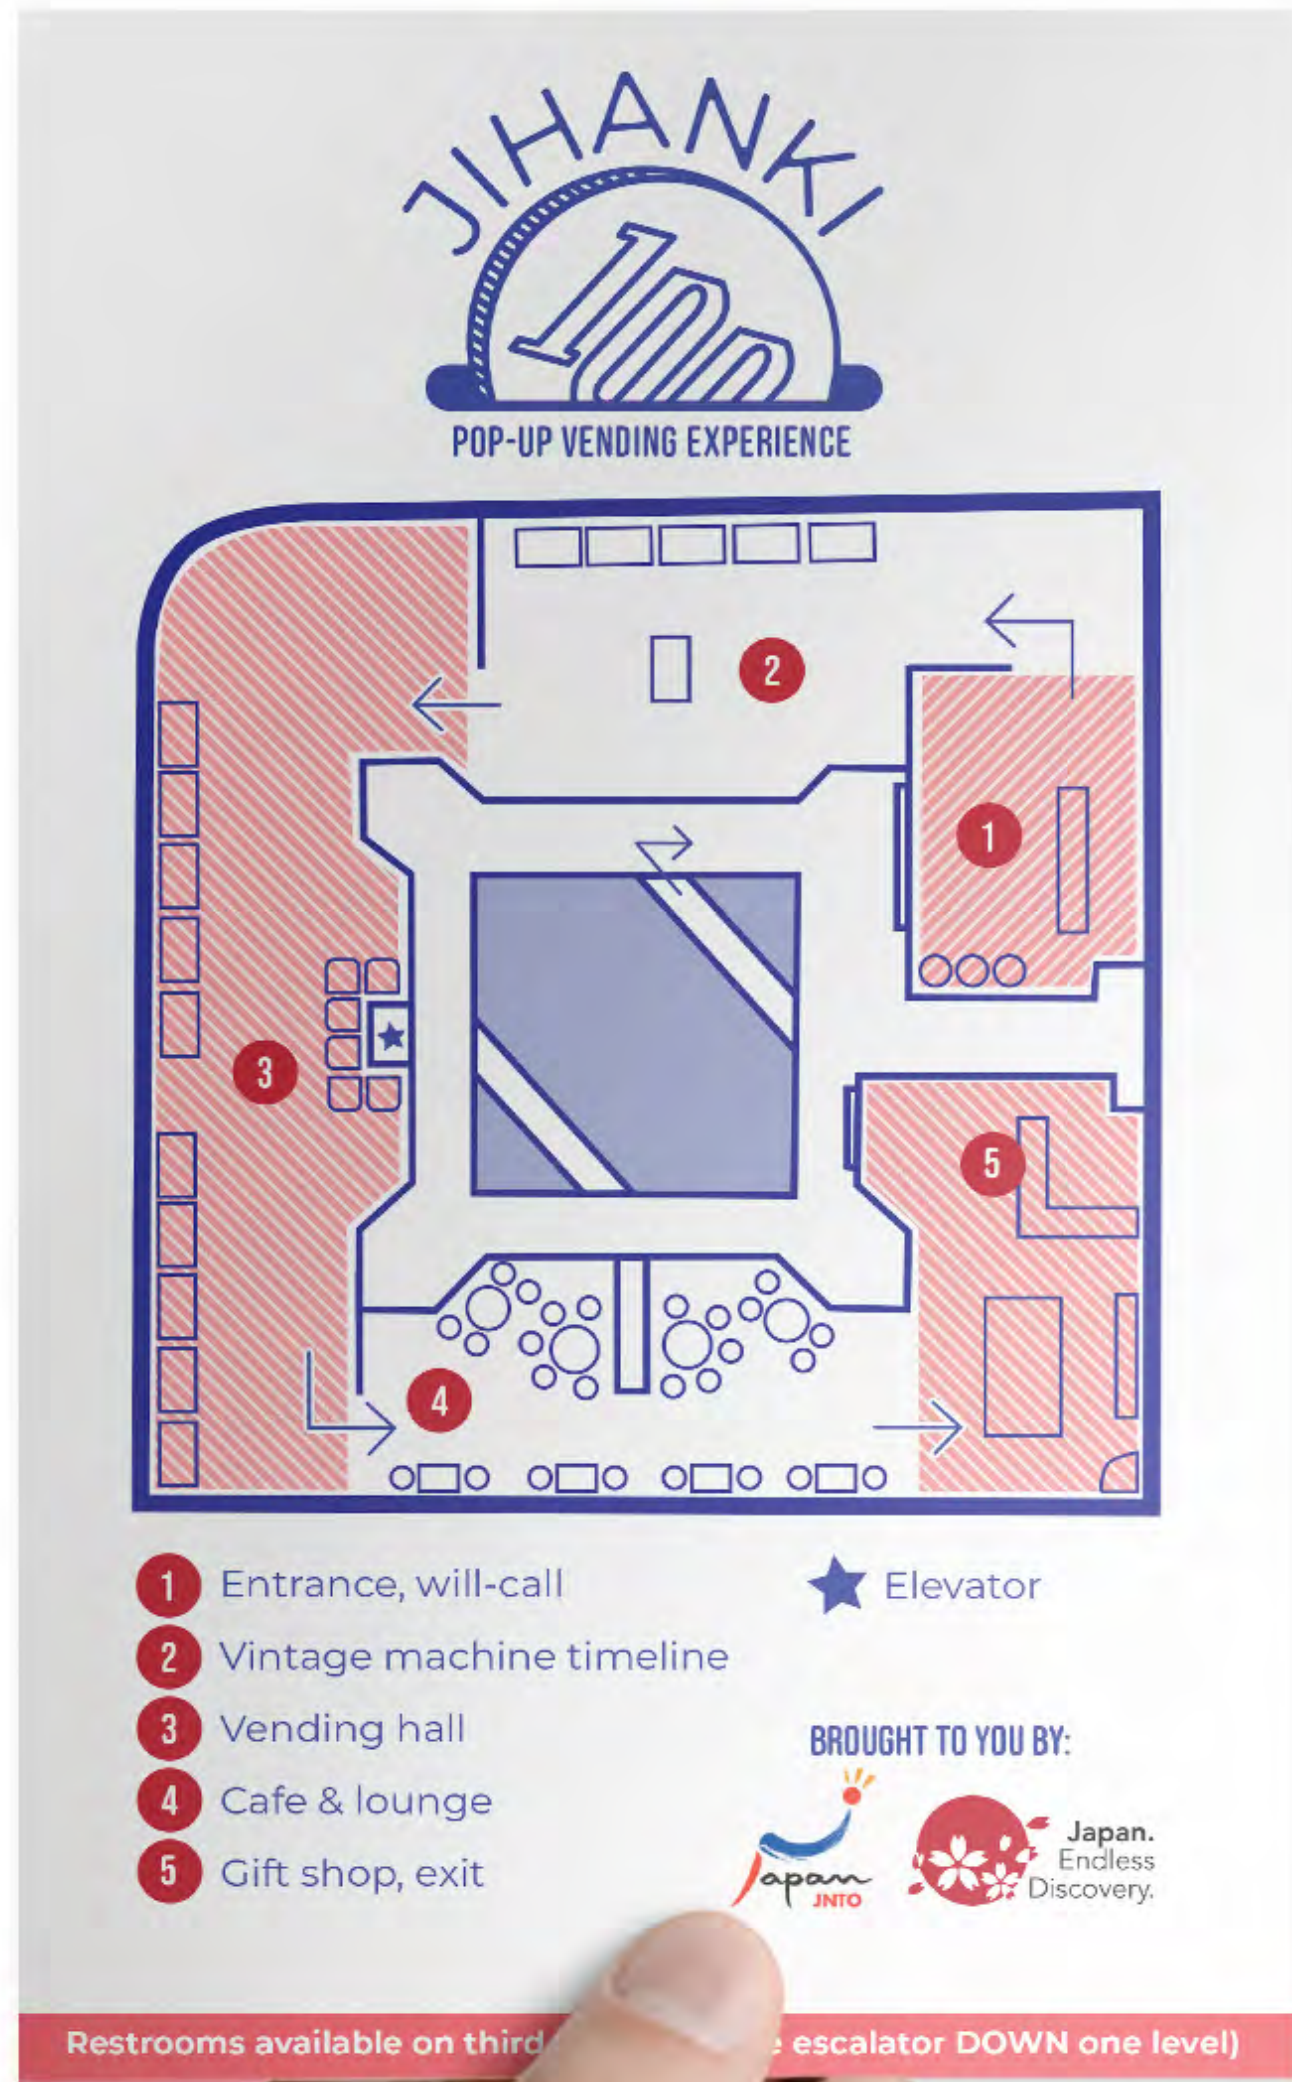 JIHANKI
100
POP-UP VENDING EXPERIENCE
2
1
3
5
4
1 Entrance, will-call
★ Elevator
2 Vintage machine timeline
3 Vending hall
4 Cafe & lounge
5 Gift shop, exit
BROUGHT TO YOU BY:
Japan
JNTO
Japan.
Endless
Discovery.
Restrooms available on third escalator DOWN one level)